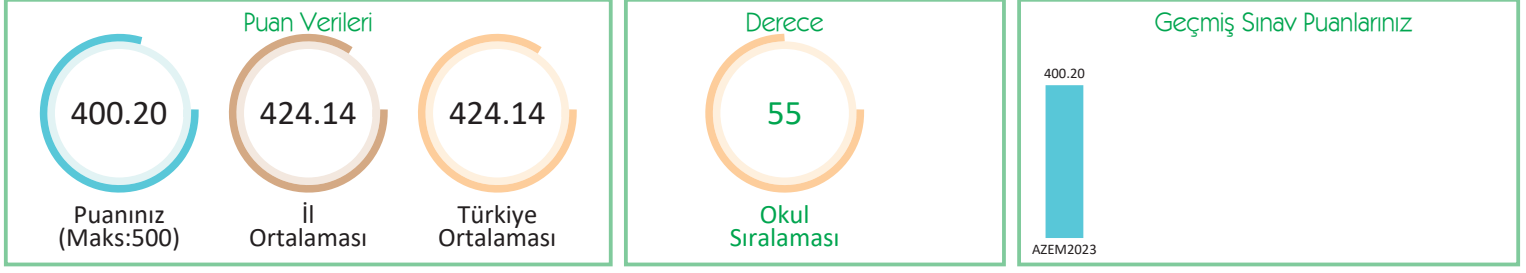 Puan Verileri
400.20
424.14
424.14
Puanınız
(Maks:500)
İl
Ortalaması
Türkiye
Ortalaması
Derece
55
Okul
Sıralaması
Geçmiş Sınav Puanlarınız
400.20
AZEM2023